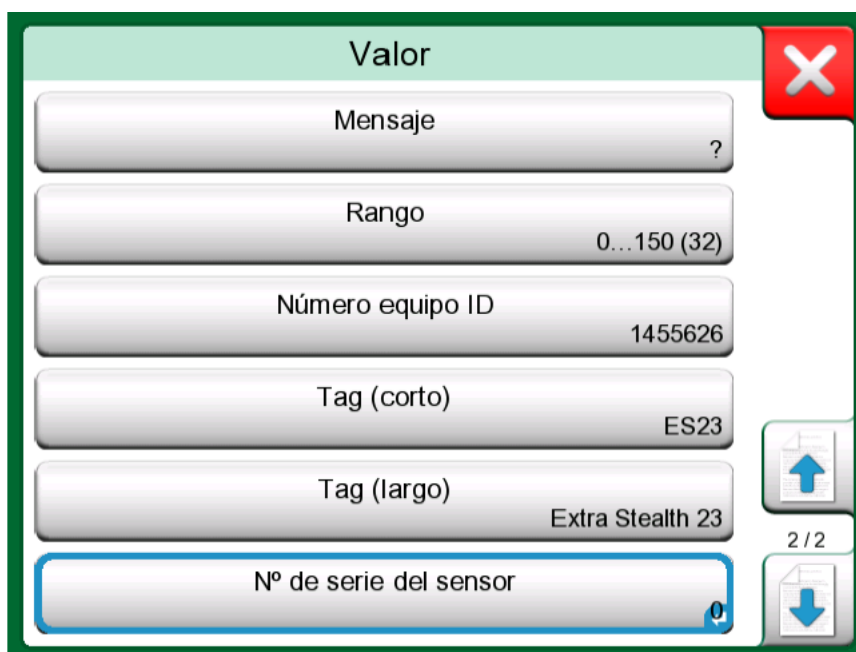 Valor
Mensaje
?
Rango
0...150 (32)
Número equipo ID
1455626
Tag (corto)
ES23
Tag (largo)
Extra Stealth 23
2/2
Nº de serie del sensor
0